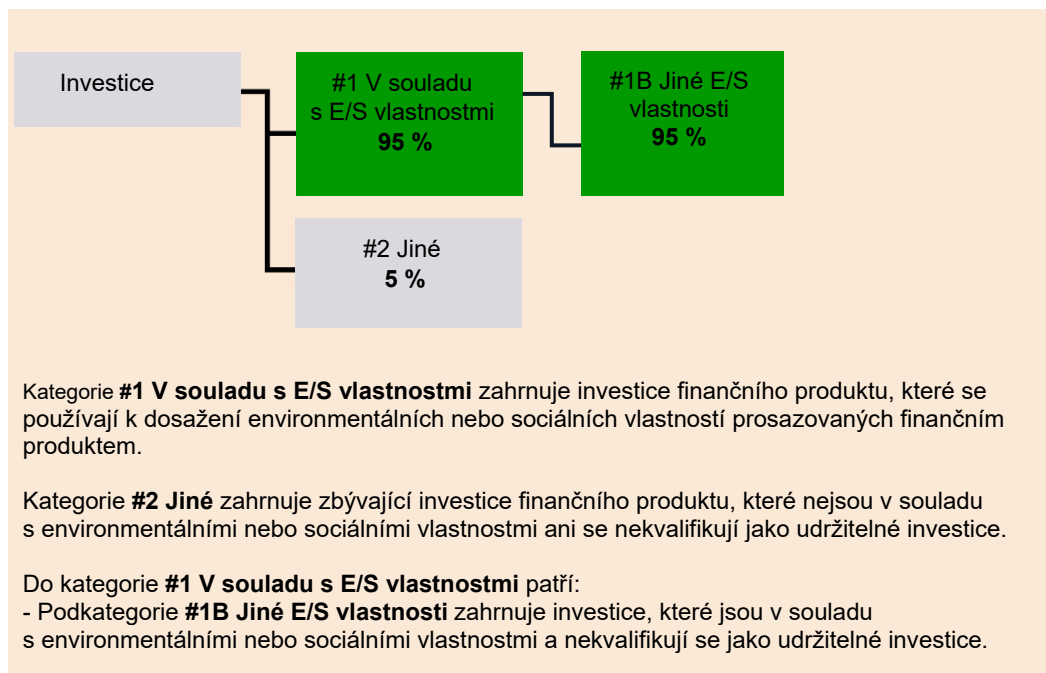 Investice
#1 V souladu
s E/S vlastnostmi
95 %
#1B Jiné E/S
vlastnosti
95 %
#2 Jiné
5 %
Kategorie #1 V souladu s E/S vlastnostmi zahrnuje investice finančního produktu, které se
používají k dosažení environmentálních nebo sociálních vlastností prosazovaných finančním
produktem.
Kategorie #2 Jiné zahrnuje zbývající investice finančního produktu, které nejsou v souladu
s environmentálními nebo sociálními vlastnostmi ani se nekvalifikují jako udržitelné investice.
Do kategorie #1 V souladu s E/S vlastnostmi patří:
- Podkategorie #1B Jiné E/S vlastnosti zahrnuje investice, které jsou v souladu
s environmentálními nebo sociálními vlastnostmi a nekvalifikují se jako udržitelné investice.